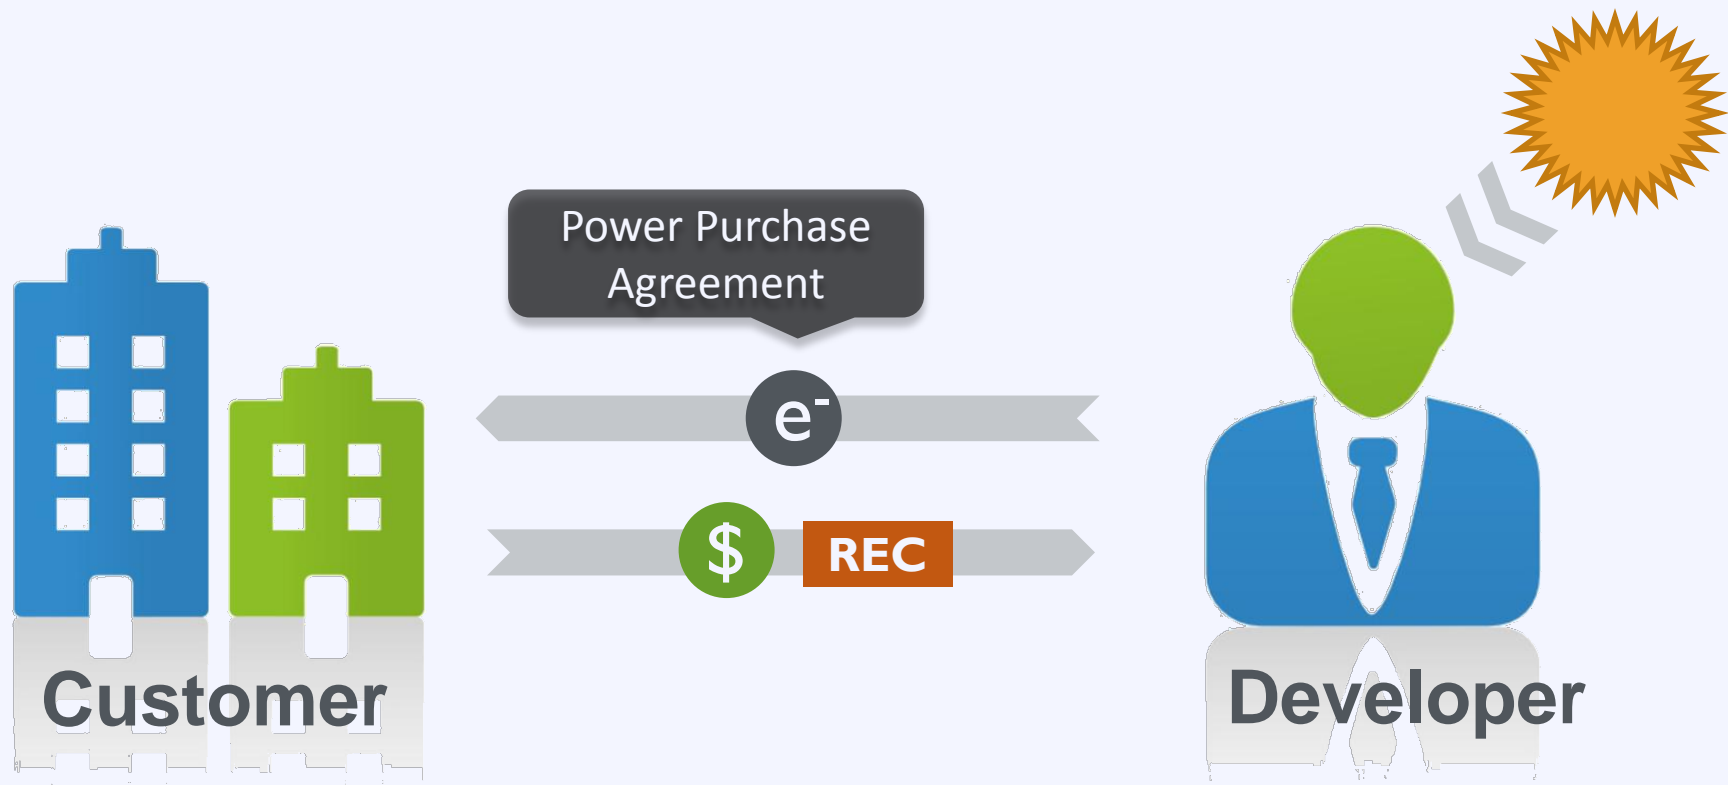 Power Purchase
Agreement
e-
$ REC
Customer
Developer